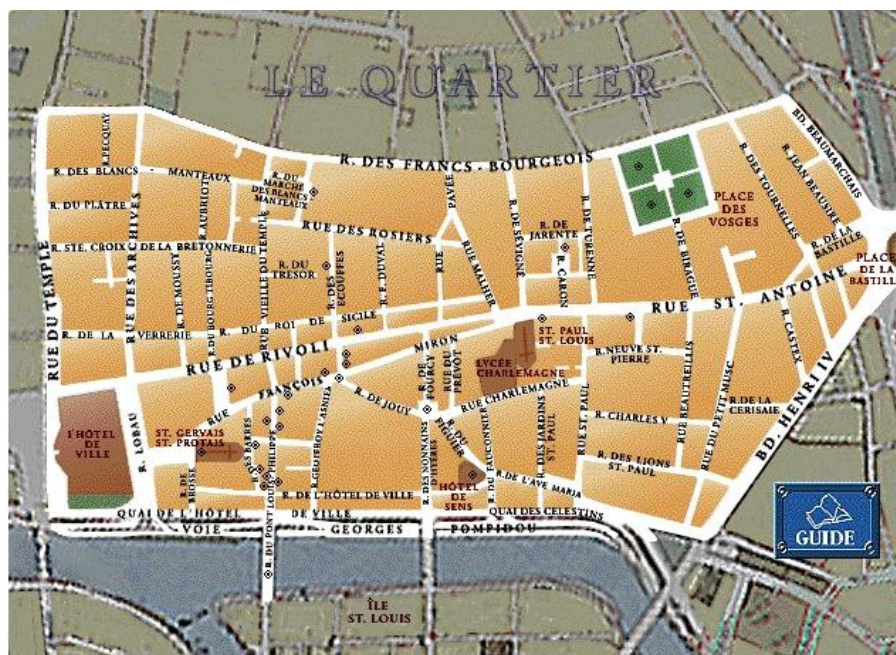 LE QUARTIER
R. DES FRANCS - BOURGEOIS
BD. BEAUMARCHAIS
R. PECQUAY
R. DES BLANCS - MANTEAUX
R. DU
MARCHÉ
DES BLANCS
MANTEAUX
R. DU PLÂTRE
R. AUBRIOT
PAVÉE
RUE
R. DE SÉVIGNÉ
R. DE
JARENTE
R. DE TURENNE
PLACE
DES
VOSGES
R. DES TOURNELLES
R. JEAN BEAUSIRE
R. DE LA
BASTILLE
PLACE
DE LA
BASTILL
R. DE BIRAGUE
RUE DES ROSIERS
R. STE. CROIX DE LA BRETONNERIE
RUE DU TEMPLE
RUE DES ARCHIVES
R. DE MOUSSY
R. DU BOURG TIBOURG
RUE VIEILLE DU TEMPLE
R. DU
TRESOR
R. DES
ECOUFFES
R. F. DUVAL
RUE MALHER
R. CARON
RUE ST. ANTOINE
R. DE LA VERRERIE
R. DU ROI DE SICILE
RUE DE RIVOLI
RUE FRANÇOIS MIRON
ST. PAUL
ST. LOUIS
LYCÉE
CHARLEMAGNE
R. NEUVE ST.
PIERRE
R. CASTEX
R. DE
FOURCY
RUE DU
PRÉVÔT
RUE CHARLEMAGNE
R. DE JOUY
RUE ST. PAUL
RUE BEAUTREILLIS
RUE DU PETIT MUSC
R. DE LA
CERISAIE
BD. HENRI IV
R. CHARLES V
R. DES LIONS
ST. PAUL
L'HÔTEL
DE VILLE
R. LOBAU
ST. GERVAIS
ST. PROTAIS
R. DE
BROSSE
R. DES BARRES
R. DU PONT LOUIS PHILIPPE
R. GEOFFROY L'ASNIER
R. DES NONNAINS
D'HYÈRES
R. DU
FIGUIER
R. DU FAUCONNIER
R. DES JARDINS
ST. PAUL
HÔTEL
DE
SENS
R. DE L'AVE MARIA
R. DE L'HÔTEL DE VILLE
QUAI DE L'HÔTEL DE VILLE
QUAI DES CELESTINS
VOIE GEORGES POMPIDOU
ÎLE
ST. LOUIS
GUIDE